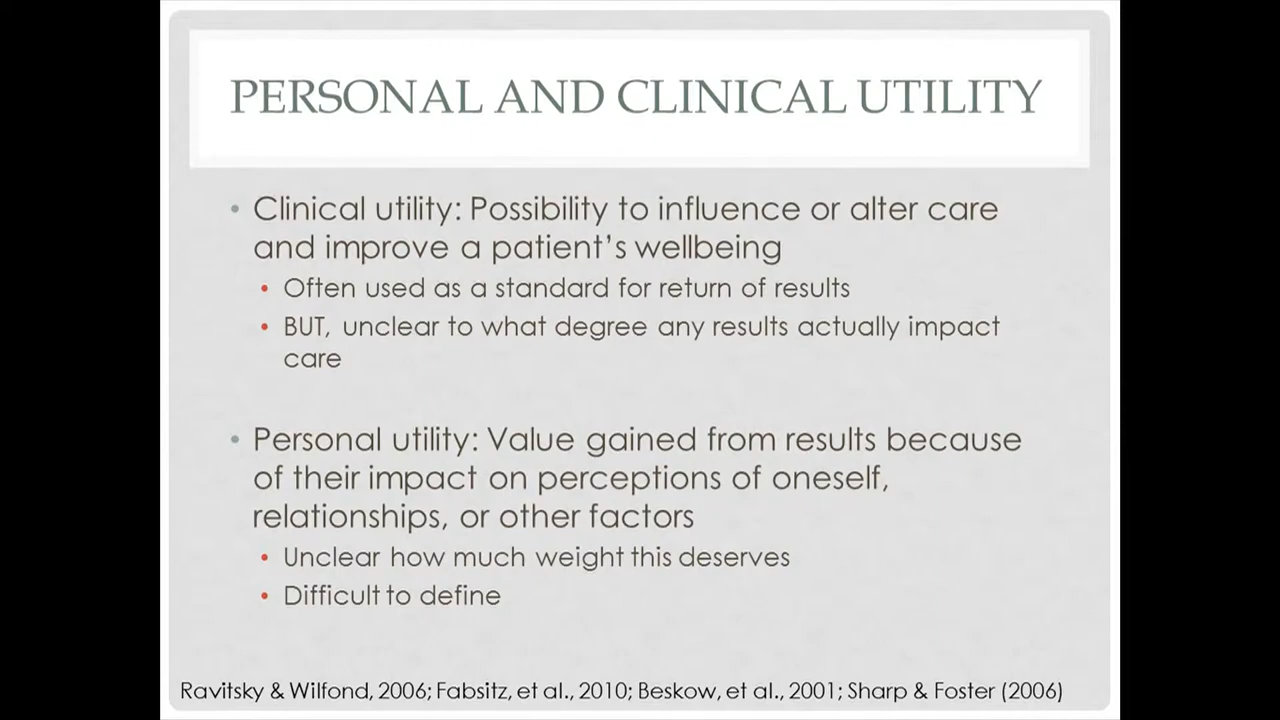 PERSONAL AND CLINICAL UTILITY
• Clinical utility: Possibility to influence or alter care
and improve a patient's wellbeing
• Often used as a standard for return of results
• BUT, unclear to what degree any results actually impact
care
• Personal utility: Value gained from results because
of their impact on perceptions of oneself,
relationships, or other factors
• Unclear how much weight this deserves
• Difficult to define
Ravitsky & Wilfond, 2006; Fabsitz, et al., 2010; Beskow, et al., 2001; Sharp & Foster (2006)